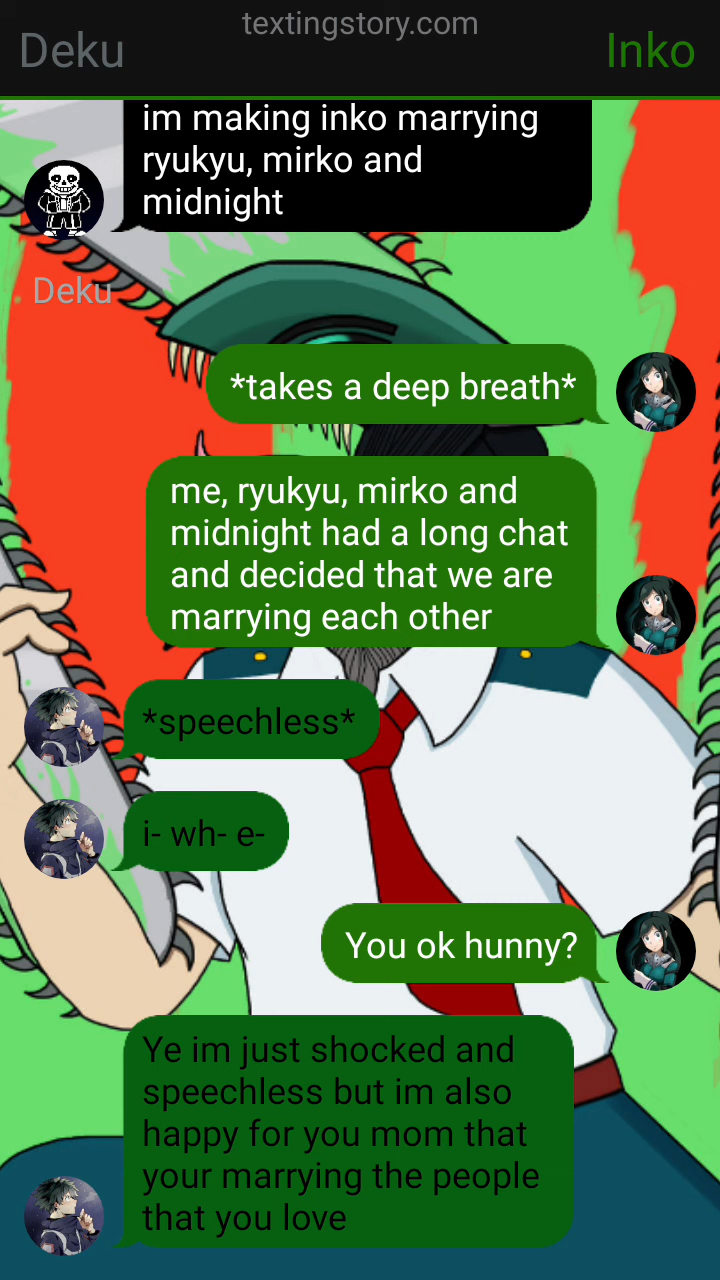 textingstory.com
Deku
Inko
im making inko marrying
ryukyu, mirko and
midnight
Deku
*takes a deep breath*
me, ryukyu, mirko and
midnight had a long chat
and decided that we are
marrying each other
*speechless*
i- wh- e-
You ok hunny?
Ye im just shocked and
speechless but im also
happy for you mom that
your marrying the people
that you love